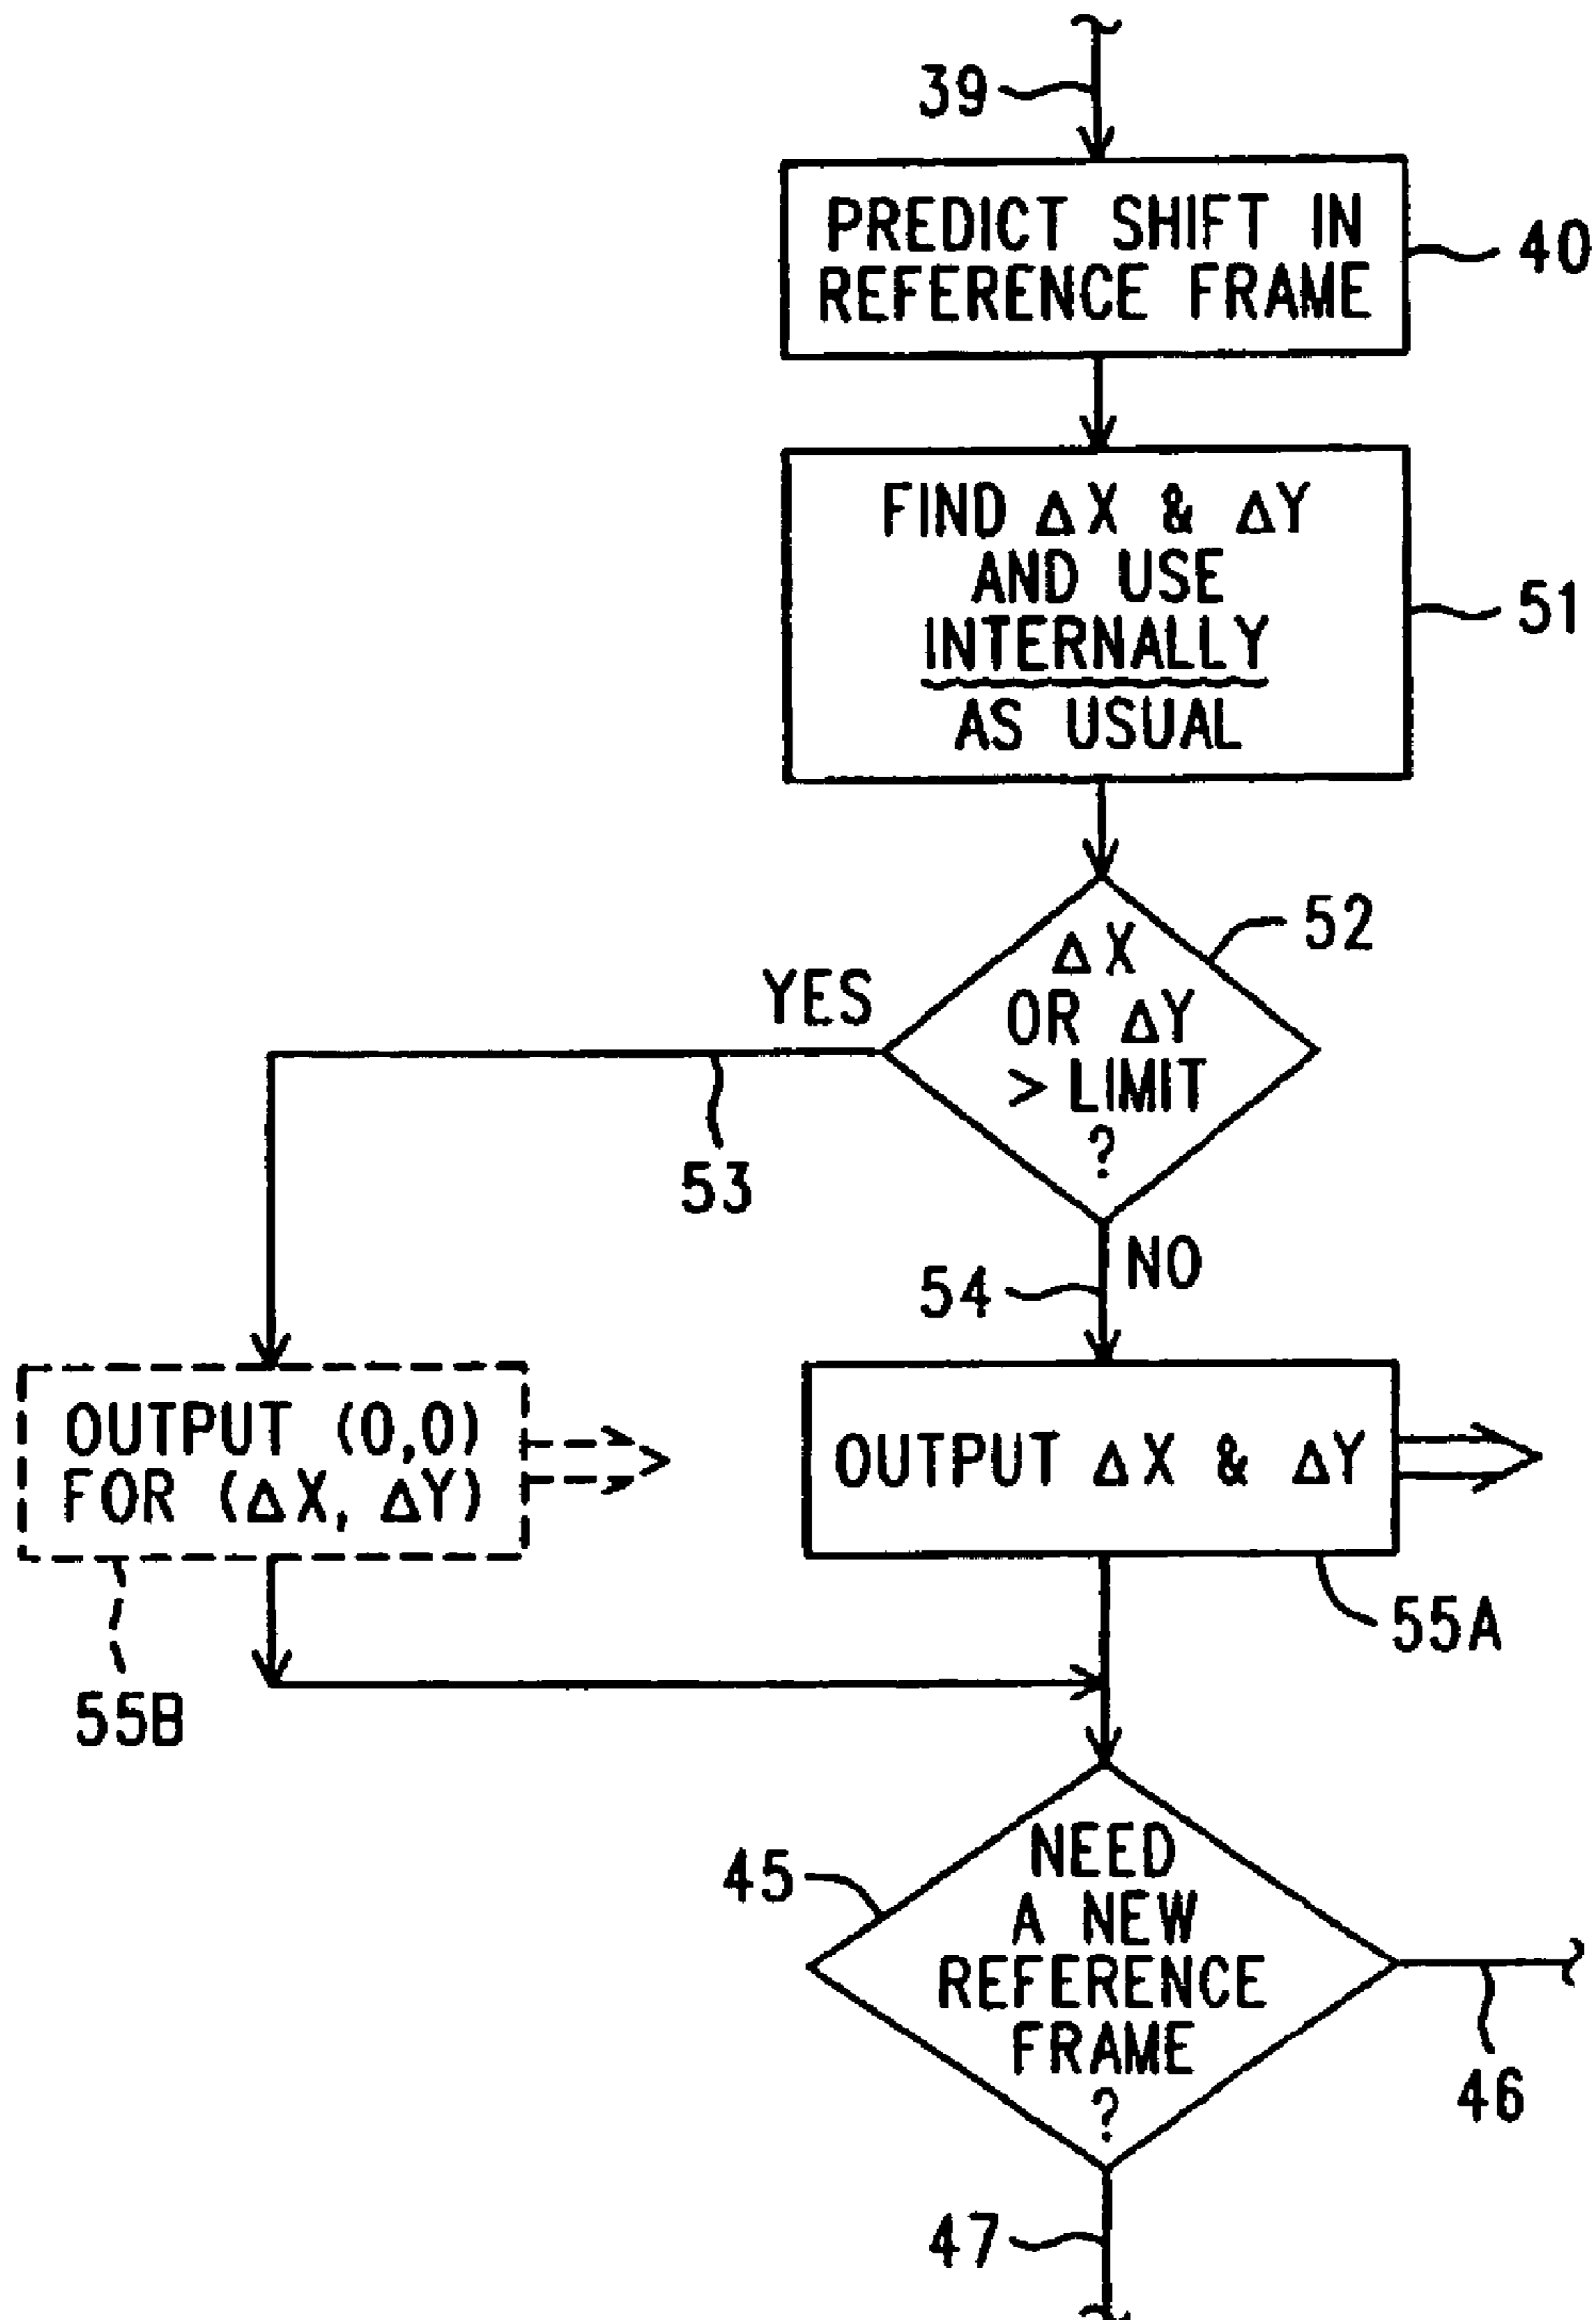 39
PREDICT SHIFT IN
REFERENCE FRAME
40
FIND ΔX & ΔY
AND USE
INTERNALLY
AS USUAL
51
ΔX
OR ΔY
> LIMIT
?
52
YES
53
NO
54
OUTPUT (0,0)
FOR (ΔX, ΔY)
55B
OUTPUT ΔX & ΔY
55A
NEED
A NEW
REFERENCE
FRAME
?
45
46
47